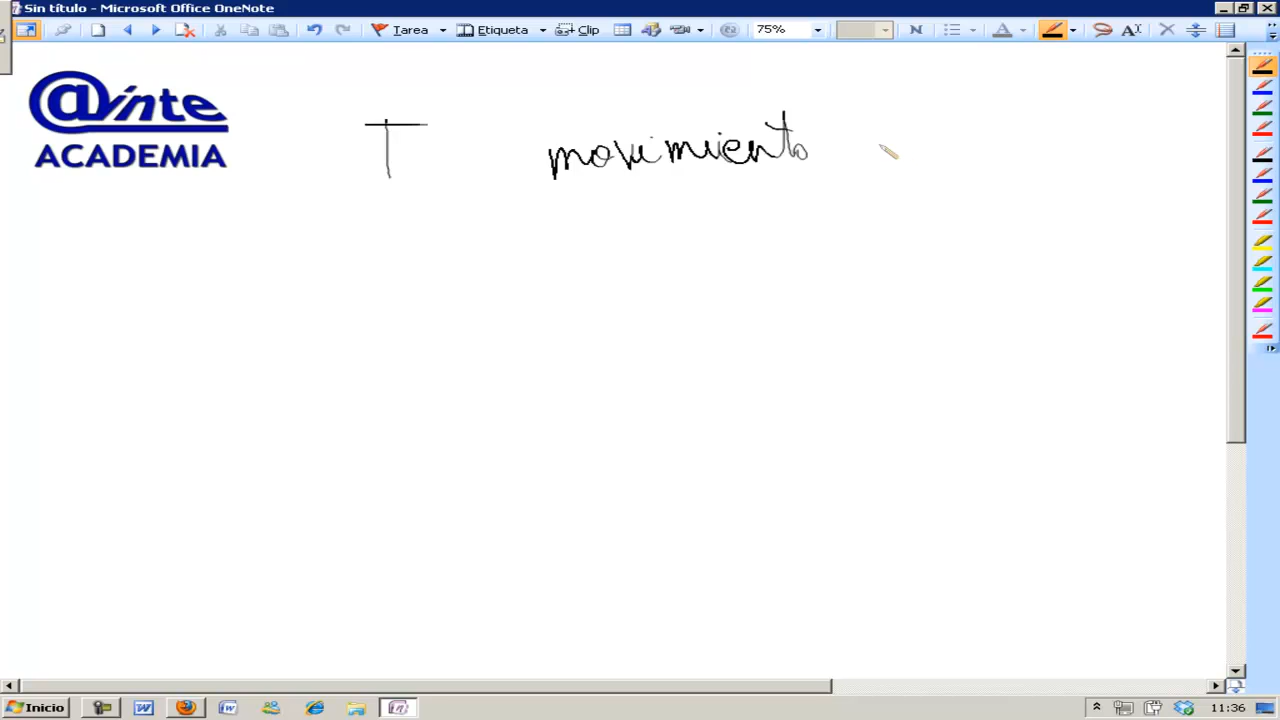 Sin título - Microsoft Office OneNote
Tarea Etiqueta Clip 75% N
@inte
ACADEMIA
T movimiento
Inicio 11:36